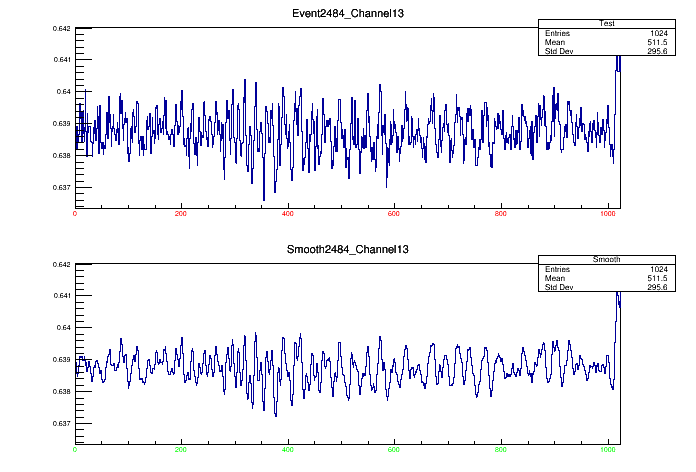 Event2484_Channel13
Test
Entries 1024
Mean 511.5
Std Dev 295.6
0.642
0.641
0.64
0.639
0.638
0.637
0 200 400 600 800 1000
Smooth2484_Channel13
Smooth
Entries 1024
Mean 511.5
Std Dev 295.6
0.642
0.641
0.64
0.639
0.638
0.637
0 200 400 600 800 1000